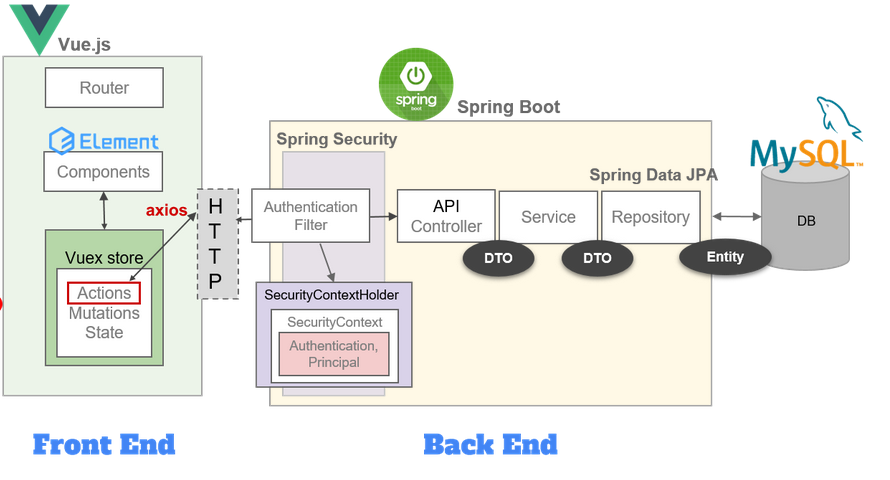 Vue.js
Router
ELement
Components
axios
Vuex store
Actions
Mutations
State
H
T
T
P
spring
boot
Spring Boot
Spring Security
Authentication
Filter
SecurityContextHolder
SecurityContext
Authentication,
Principal
API
Controller
Service
Spring Data JPA
Repository
DTO
DTO
Entity
MySQL™
DB
Front End
Back End